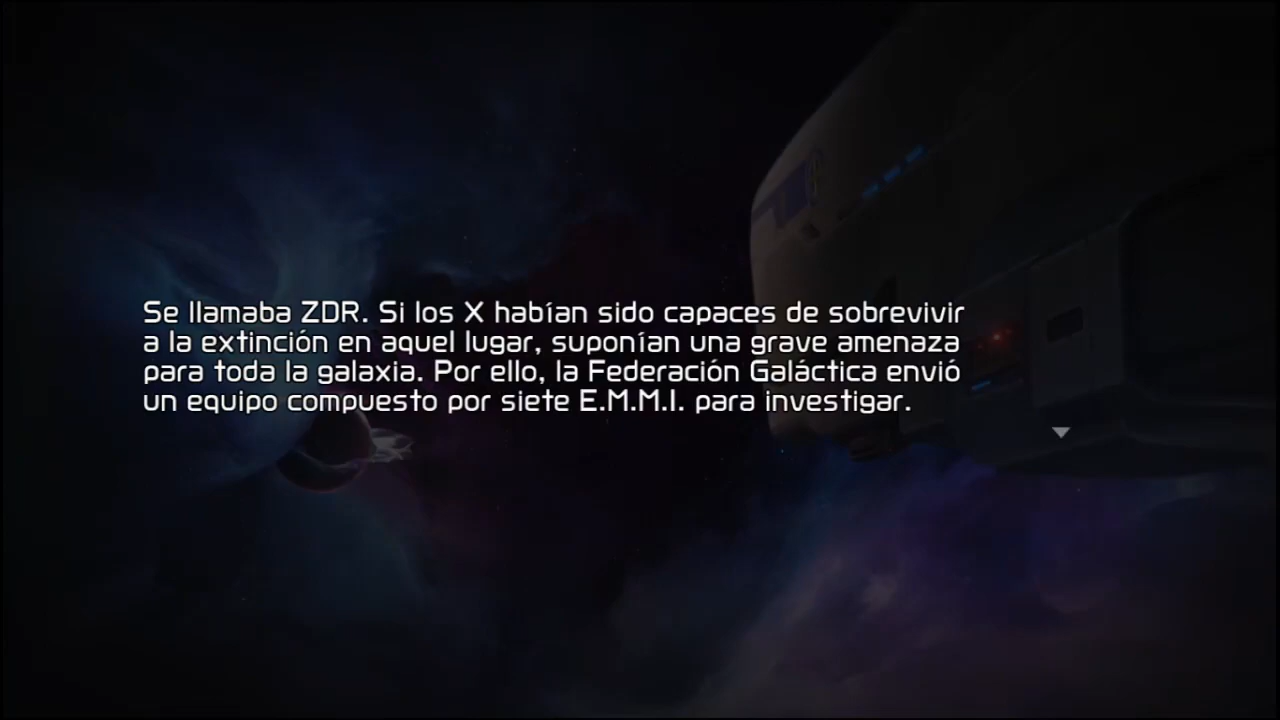 Se llamaba ZDR. Si los X habían sido capaces de sobrevivir
a la extinción en aquel lugar, suponían una grave amenaza
para toda la galaxia. Por ello, la Federación Galáctica envió
un equipo compuesto por siete E.M.M.I. para investigar.